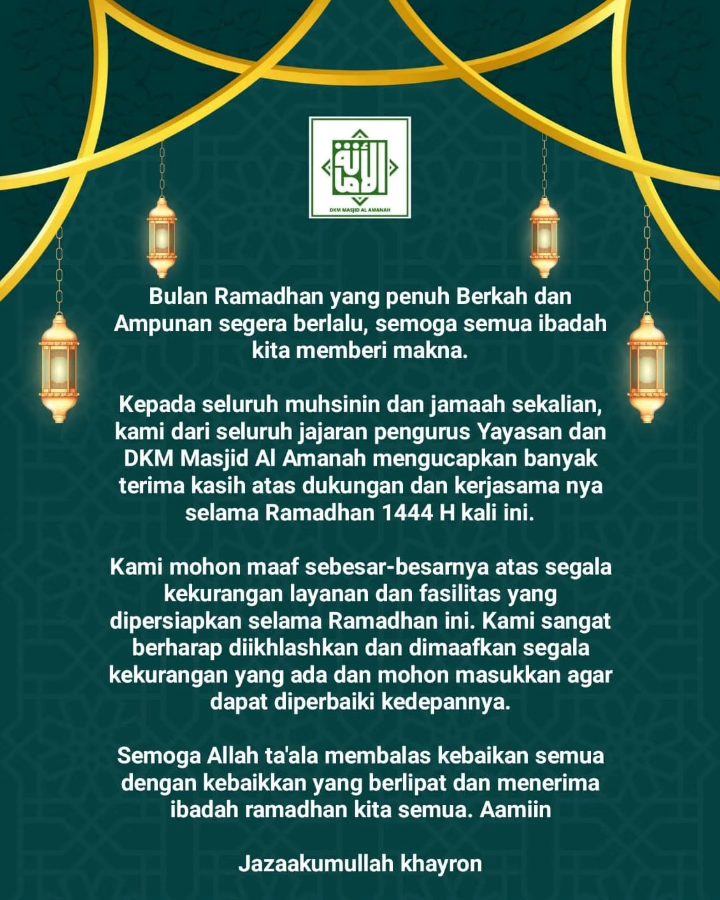 الأمانة
DKM MASJID AL AMANAH
Bulan Ramadhan yang penuh Berkah dan
Ampunan segera berlalu, semoga semua ibadah
kita memberi makna.
Kepada seluruh muhsinin dan jamaah sekalian,
kami dari seluruh jajaran pengurus Yayasan dan
DKM Masjid Al Amanah mengucapkan banyak
terima kasih atas dukungan dan kerjasama nya
selama Ramadhan 1444 H kali ini.
Kami mohon maaf sebesar-besarnya atas segala
kekurangan layanan dan fasilitas yang
dipersiapkan selama Ramadhan ini. Kami sangat
berharap diikhlashkan dan dimaafkan segala
kekurangan yang ada dan mohon masukkan agar
dapat diperbaiki kedepannya.
Semoga Allah ta'ala membalas kebaikan semua
dengan kebaikkan yang berlipat dan menerima
ibadah ramadhan kita semua. Aamiin
Jazaakumullah khayron